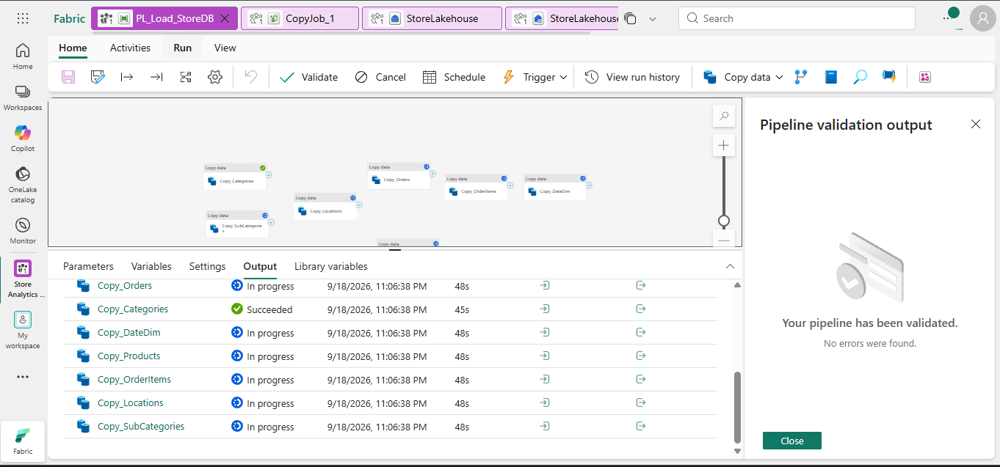 Fabric
PL_Load_StoreDB
CopyJob_1
StoreLakehouse
StoreLakehous
Search
Home Activities Run View
Validate Cancel Schedule Trigger View run history Copy data
Home
Workspaces
Copilot
OneLake
catalog
Monitor
Store
Analytics ...
My
workspace
Fabric
Copy data
Copy_Categories
Copy data
Copy_SubCategorie
s
Copy data
Copy_Locations
Copy data
Copy_Orders
Copy data
Copy_OrderItems
Copy data
Copy_DateDim
Copy data
Parameters Variables Settings Output Library variables
Copy_Orders In progress 9/18/2026, 11:06:38 PM 48s
Copy_Categories Succeeded 9/18/2026, 11:06:38 PM 45s
Copy_DateDim In progress 9/18/2026, 11:06:38 PM 48s
Copy_Products In progress 9/18/2026, 11:06:38 PM 48s
Copy_OrderItems In progress 9/18/2026, 11:06:38 PM 48s
Copy_Locations In progress 9/18/2026, 11:06:38 PM 48s
Copy_SubCategories In progress 9/18/2026, 11:06:38 PM 48s
Pipeline validation output
Your pipeline has been validated.
No errors were found.
Close